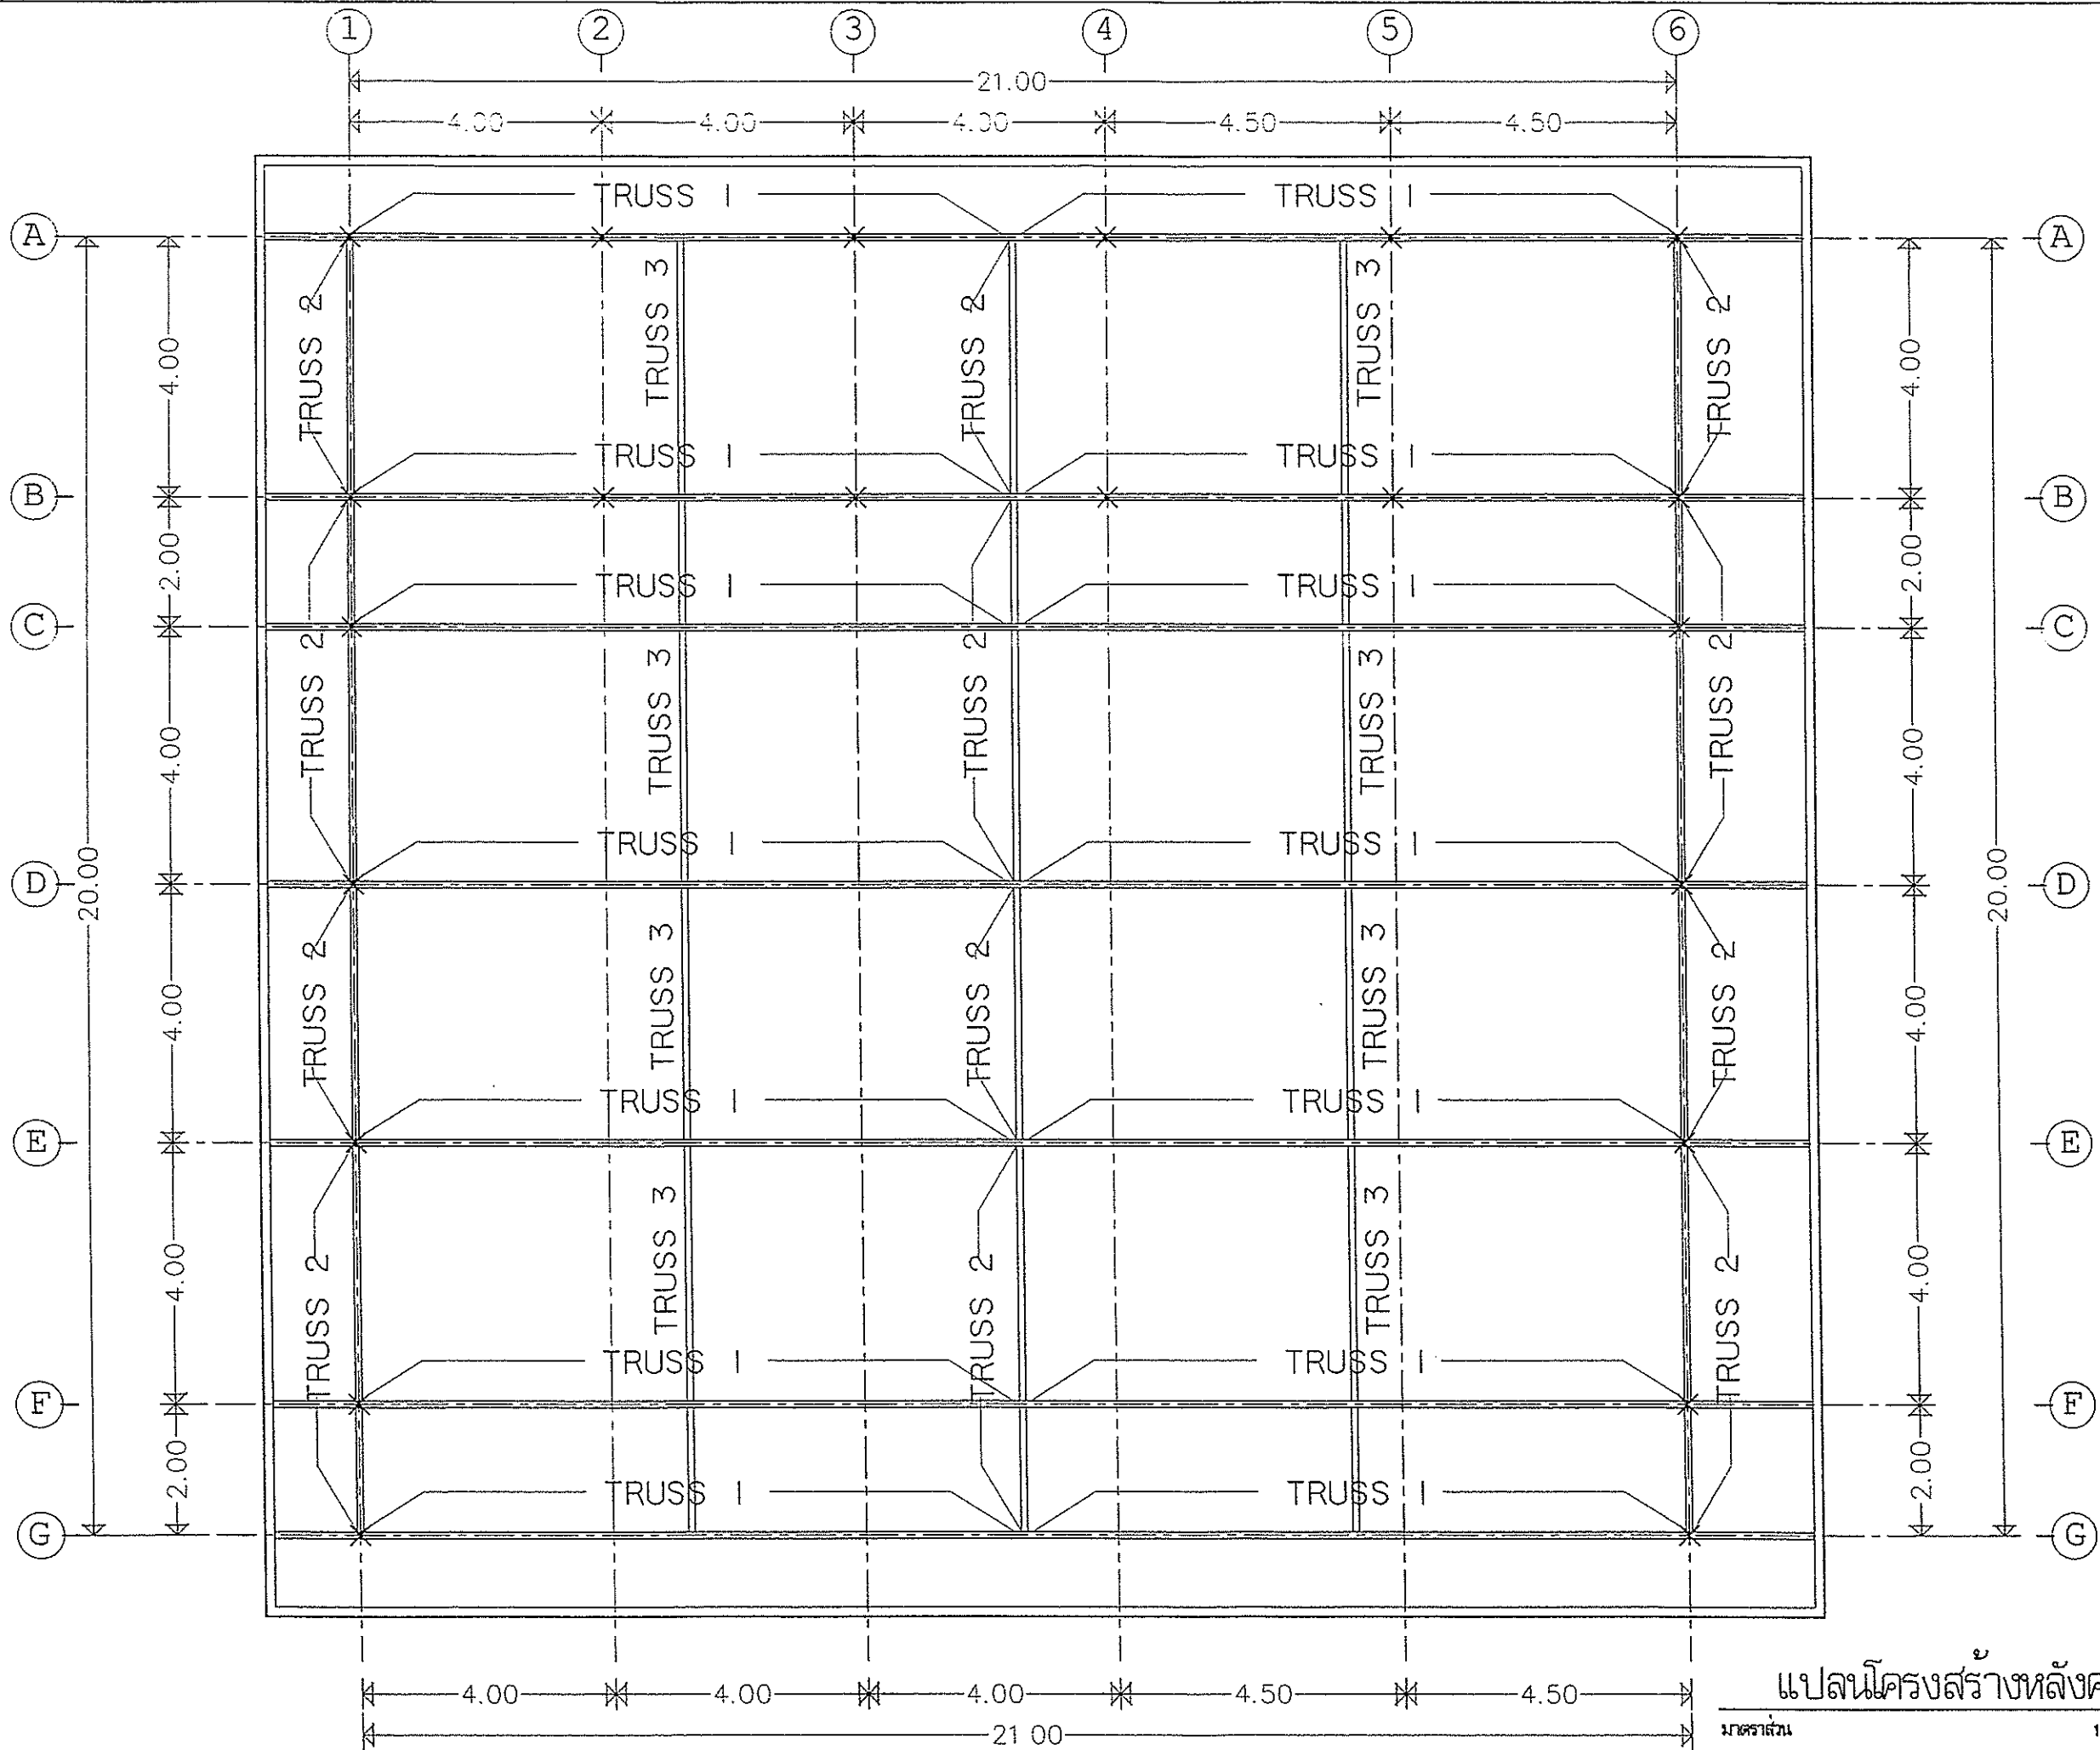 1 2 3 4 5 6
21.00
4.00 4.00 4.00 4.50 4.50
TRUSS 1 TRUSS 1
A A
TRUSS 2 TRUSS 3 TRUSS 2 TRUSS 3 TRUSS 2
4.00 4.00
TRUSS 1 TRUSS 1
B B
2.00 2.00
TRUSS 1 TRUSS 1
C C
TRUSS 2 TRUSS 3 TRUSS 2 TRUSS 3 TRUSS 2
4.00 4.00
TRUSS 1 TRUSS 1
20.00 20.00
D D
TRUSS 2 TRUSS 3 TRUSS 2 TRUSS 3 TRUSS 2
4.00 4.00
TRUSS 1 TRUSS 1
E E
TRUSS 2 TRUSS 3 TRUSS 2 TRUSS 3 TRUSS 2
4.00 4.00
TRUSS 1 TRUSS 1
F F
2.00 2.00
TRUSS 1 TRUSS 1
G G
4.00 4.00 4.00 4.50 4.50
21 00
แปลนโครงสร้างหลังค
มาตราส่วน 1